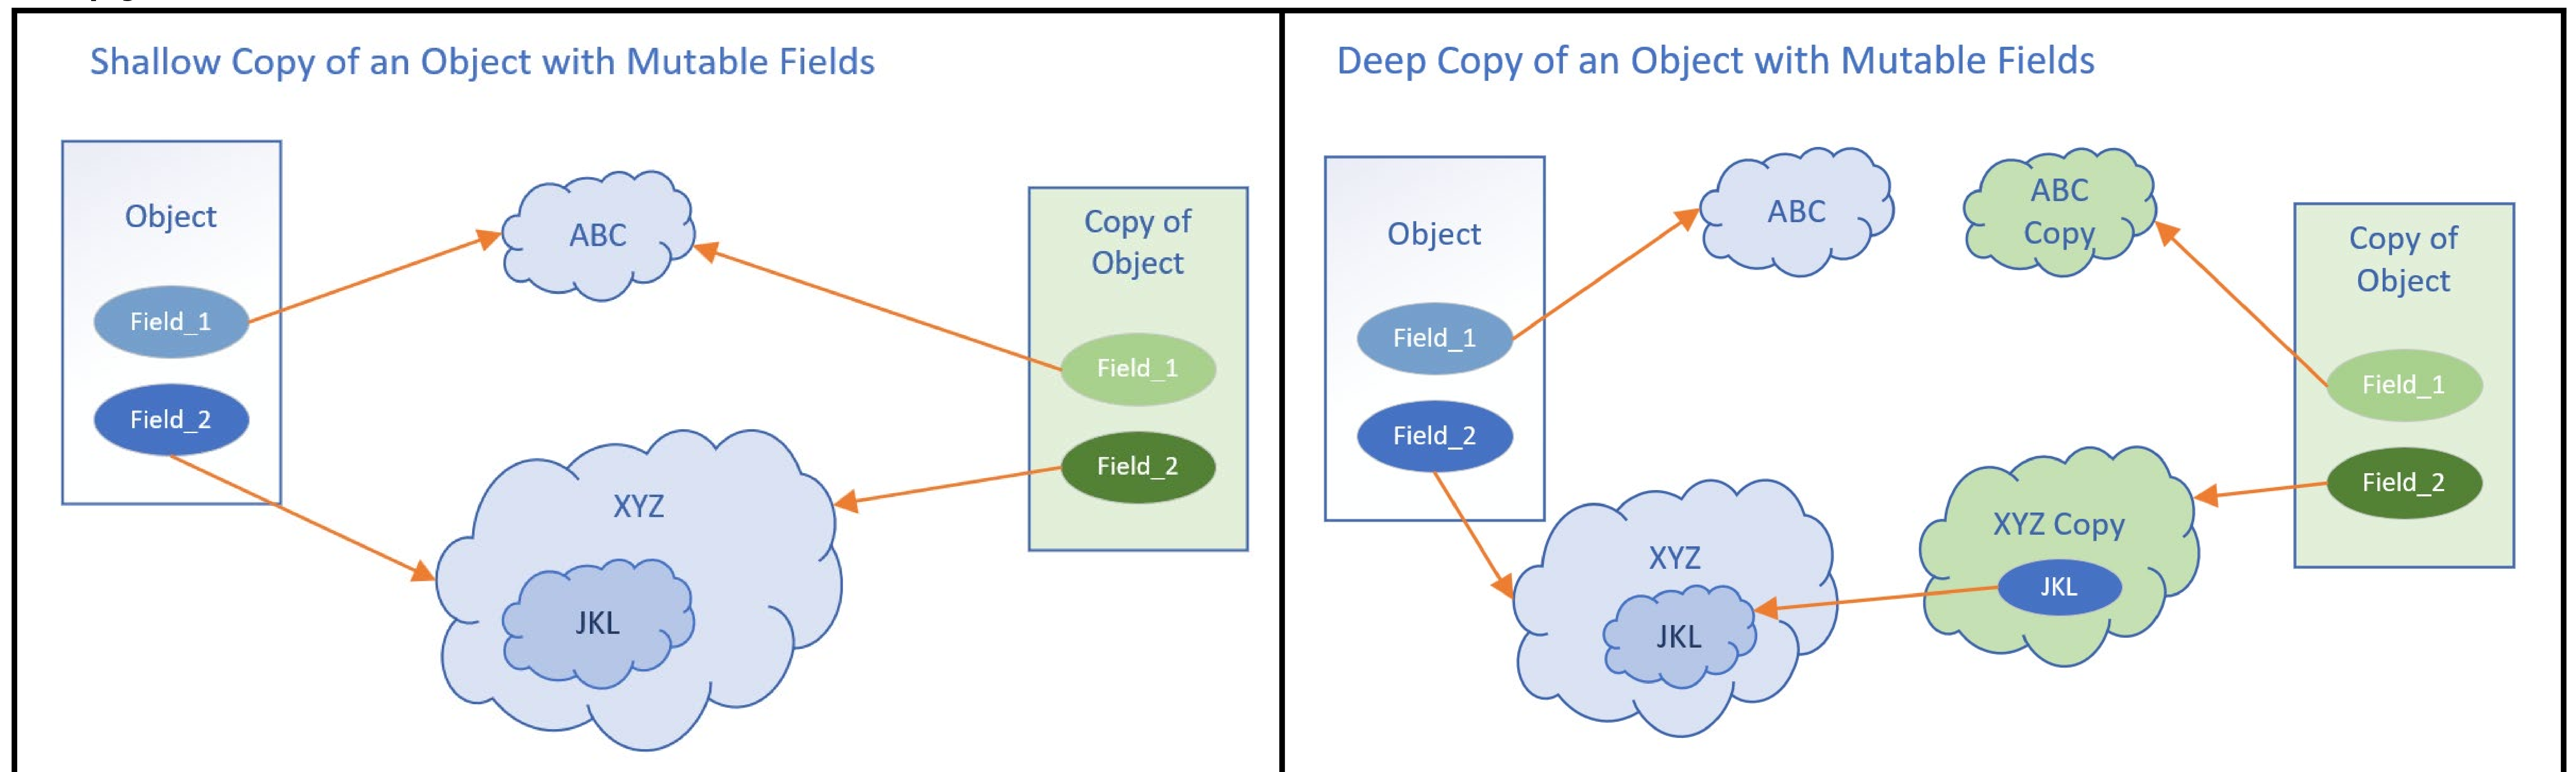 Shallow Copy of an Object with Mutable Fields
Object
Field_1
Field_2
ABC
XYZ
JKL
Copy of
Object
Field_1
Field_2
Deep Copy of an Object with Mutable Fields
Object
Field_1
Field_2
ABC
ABC
Copy
XYZ
JKL
XYZ Copy
JKL
Copy of
Object
Field_1
Field_2